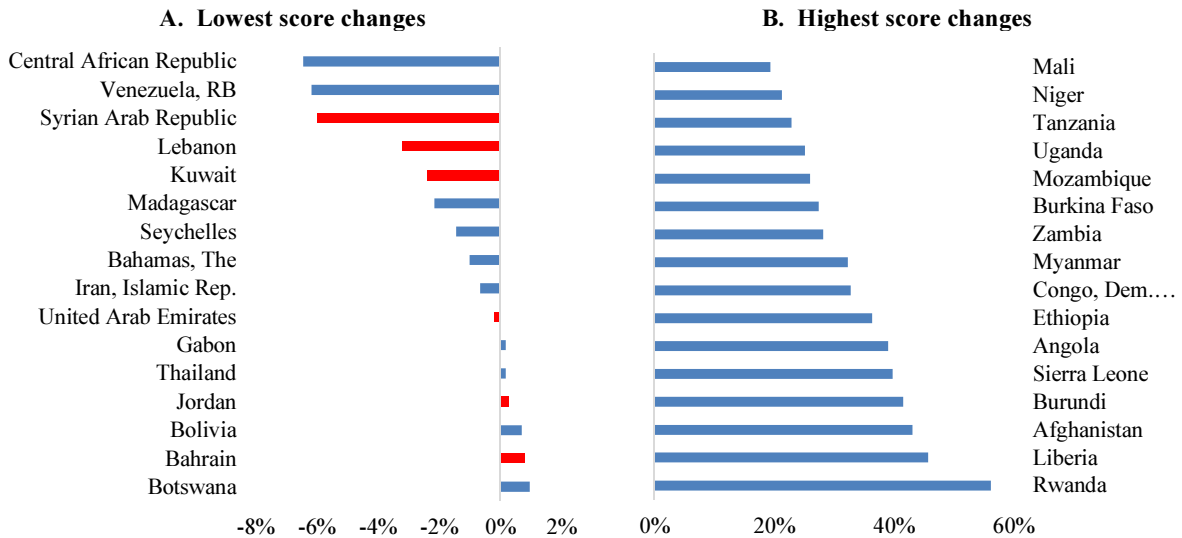 A. Lowest score changes
Central African Republic
Venezuela, RB
Syrian Arab Republic
Lebanon
Kuwait
Madagascar
Seychelles
Bahamas, The
Iran, Islamic Rep.
United Arab Emirates
Gabon
Thailand
Jordan
Bolivia
Bahrain
Botswana
-8% -6% -4% -2% 0% 2%
B. Highest score changes
Mali
Niger
Tanzania
Uganda
Mozambique
Burkina Faso
Zambia
Myanmar
Congo, Dem.…
Ethiopia
Angola
Sierra Leone
Burundi
Afghanistan
Liberia
Rwanda
0% 20% 40% 60%